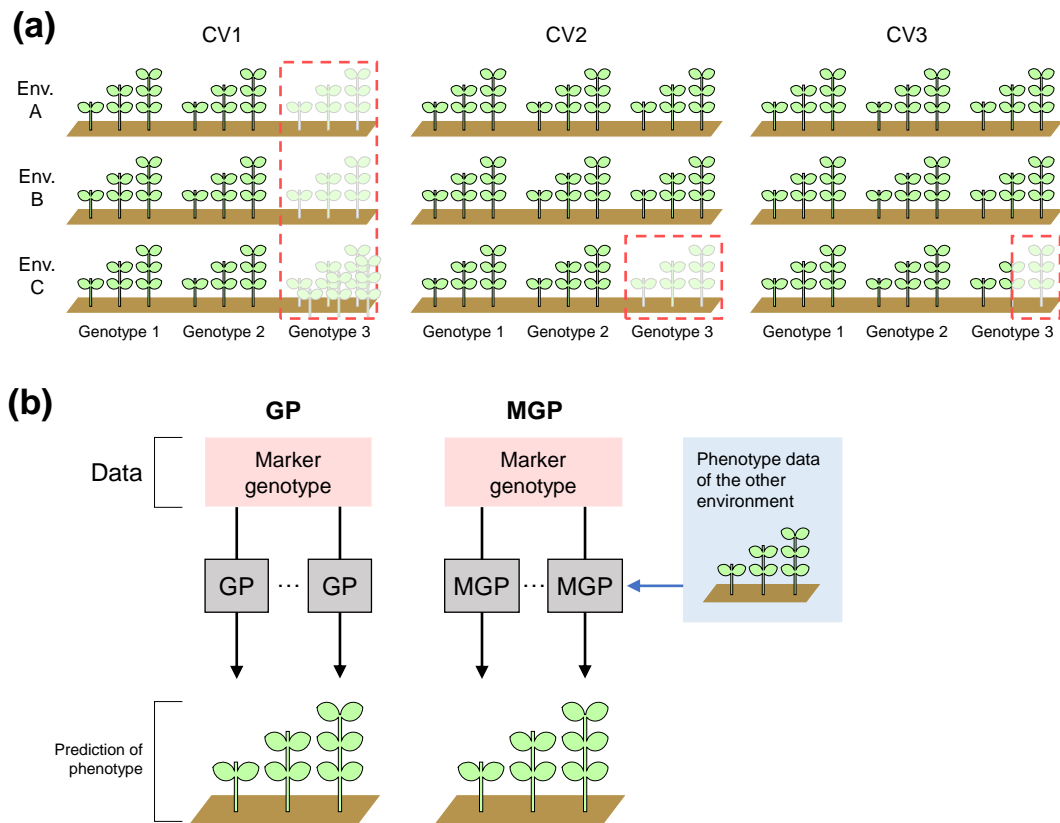 (a)
CV1 CV2 CV3
Env.
A
Env.
B
Env.
C
Genotype 1 Genotype 2 Genotype 3 Genotype 1 Genotype 2 Genotype 3 Genotype 1 Genotype 2 Genotype 3
(b)
GP MGP
Data
Marker
genotype
Marker
genotype
Phenotype data
of the other
environment
GP ... GP MGP ... MGP
Prediction of
phenotype